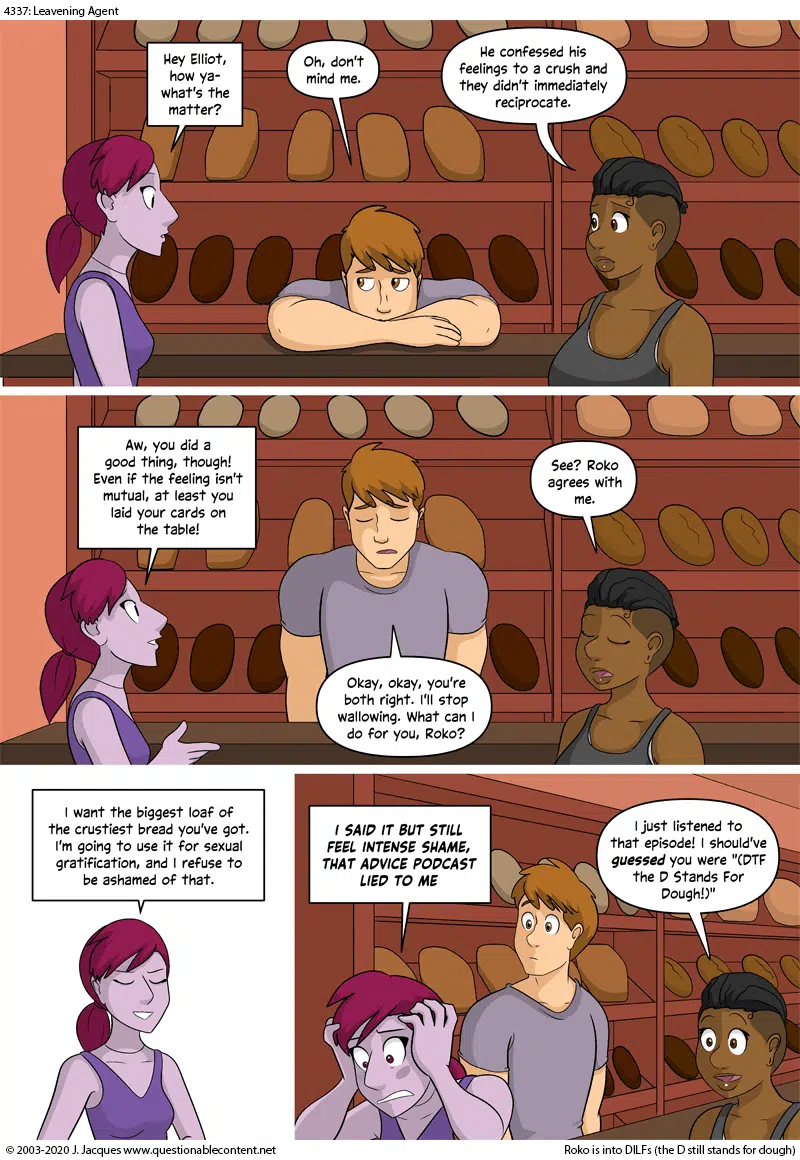 4337: Leavening Agent
Hey Elliot,
how ya-
what's the
matter?
Oh, don't
mind me.
He confessed his
feelings to a crush and
they didn't immediately
reciprocate.
Aw, you did a
good thing, though!
Even if the feeling isn't
mutual, at least you
laid your cards on
the table!
See? Roko
agrees with
me.
Okay, okay, you're
both right. I'll stop
wallowing. What can I
do for you, Roko?
I want the biggest loaf of
the crustiest bread you've got.
I'm going to use it for sexual
gratification, and I refuse to
be ashamed of that.
I SAID IT BUT STILL
FEEL INTENSE SHAME,
THAT ADVICE PODCAST
LIED TO ME
I just listened to
that episode! I should've
guessed you were "(DTF
the D Stands For
Dough!)"
© 2003-2020 J. Jacques www.questionablecontent.net
Roko is into DILFs (the D still stands for dough)